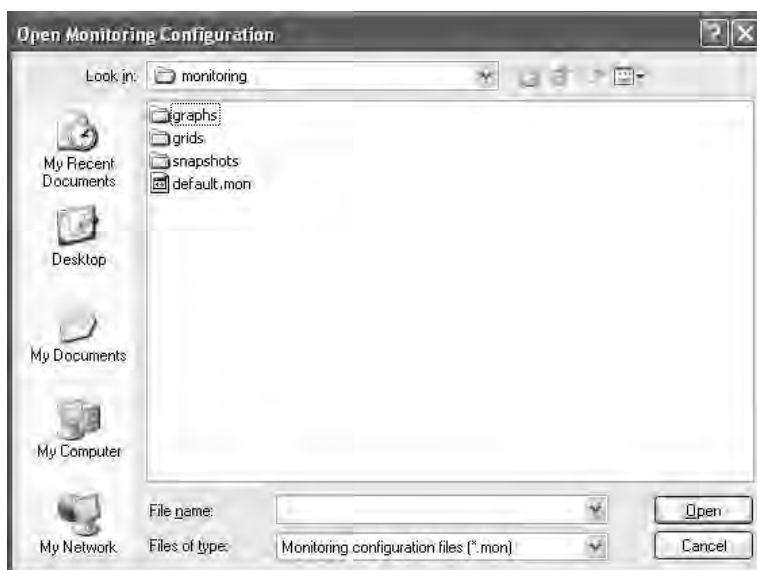 Open Monitoring Configuration
Look in: monitoring
graphs
grids
snapshots
default.mon
My Recent
Documents
Desktop
My Documents
My Computer
My Network
File name:
Open
Files of type: Monitoring configuration files (*.mon)
Cancel